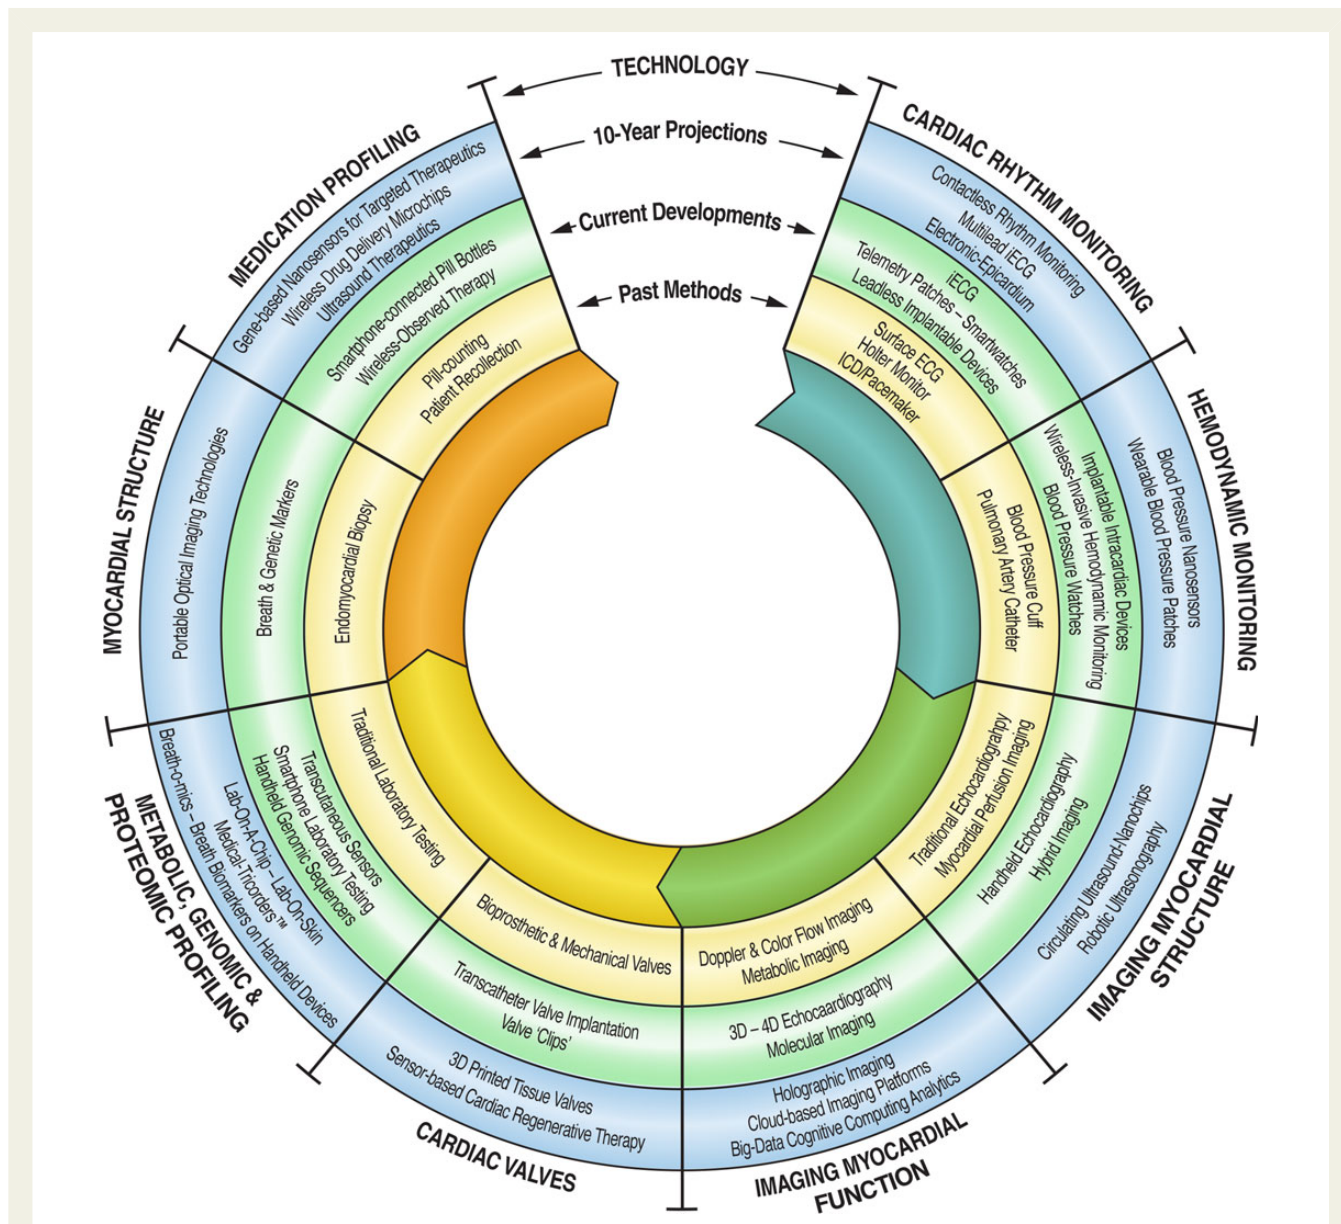 TECHNOLOGY
10-Year Projections
Current Developments
Past Methods
CARDIAC RHYTHM MONITORING
Contactless Rhythm Monitoring
Multilead iECG
Electronic-Epicardium
iECG
Telemetry Patches – Smartwatches
Leadless Implantable Devices
Surface ECG
Holter Monitor
ICD/Pacemaker
HEMODYNAMIC MONITORING
Blood Pressure Nanosensors
Wearable Blood Pressure Patches
Implantable Intracardiac Devices
Wireless-Invasive Hemodynamic Monitoring
Blood Pressure Watches
Blood Pressure Cuff
Pulmonary Artery Catheter
IMAGING MYOCARDIAL
STRUCTURE
Circulating Ultrasound-Nanochips
Robotic Ultrasonography
Handheld Echocardiography
Hybrid Imaging
Traditional Echocardiograhpy
Myocardial Perfusion Imaging
IMAGING MYOCARDIAL
FUNCTION
Holographic Imaging
Cloud-based Imaging Platforms
Big-Data Cognitive Computing Analytics
3D – 4D Echocaardiography
Molecular Imaging
Doppler & Color Flow Imaging
Metabolic Imaging
CARDIAC VALVES
3D Printed Tissue Valves
Sensor-based Cardiac Regenerative Therapy
Transcatheter Valve Implantation
Valve ‘Clips’
Bioprosthetic & Mechanical Valves
METABOLIC, GENOMIC &
PROTEOMIC PROFILING
Lab-On-A-Chip – Lab-On-Skin
Medical-Tricorders™
Breath-o-mics – Breath Biomarkers on Handheld Devices
Transcutaneous Sensors
Smartphone Laboratory Testing
Handheld Genomic Sequencers
Traditional Laboratory Testing
MYOCARDIAL STRUCTURE
Portable Optical Imaging Technologies
Breath & Genetic Markers
Endomyocardial Biopsy
MEDICATION PROFILING
Gene-based Nanosensors for Targeted Therapeutics
Wireless Drug Delivery Microchips
Ultrasound Therapeutics
Smartphone-connected Pill Bottles
Wireless-Observed Therapy
Pill-counting
Patient Recollection